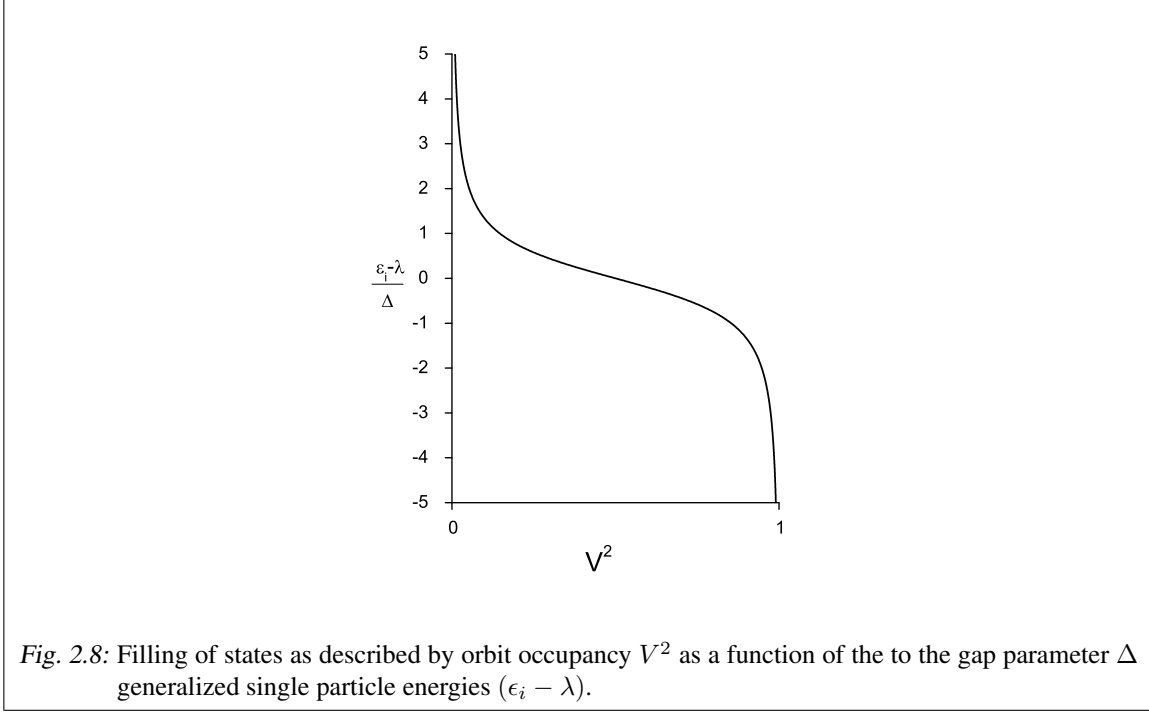 5
4
3
2
1
εᵢ-λ
0
Δ
-1
-2
-3
-4
-5
0 1
V²
Fig. 2.8: Filling of states as described by orbit occupancy V² as a function of the to the gap parameter Δ
generalized single particle energies (ϵᵢ − λ).